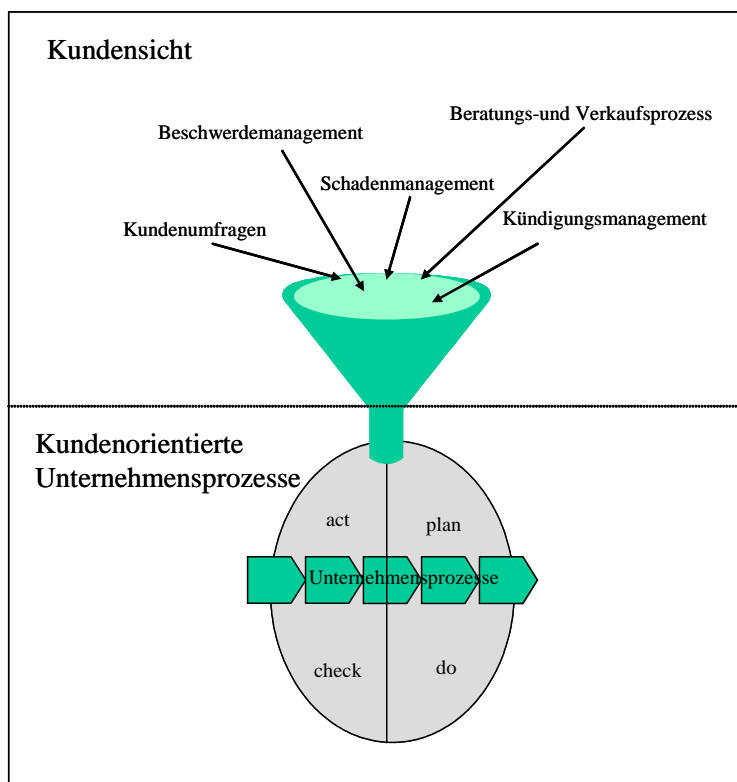 Kundensicht
Beratungs-und Verkaufsprozess
Beschwerdemanagement
Schadenmanagement
Kundenumfragen
Kündigungsmanagement
Kundenorientierte
Unternehmensprozesse
act
plan
Unternehmensprozesse
check
do